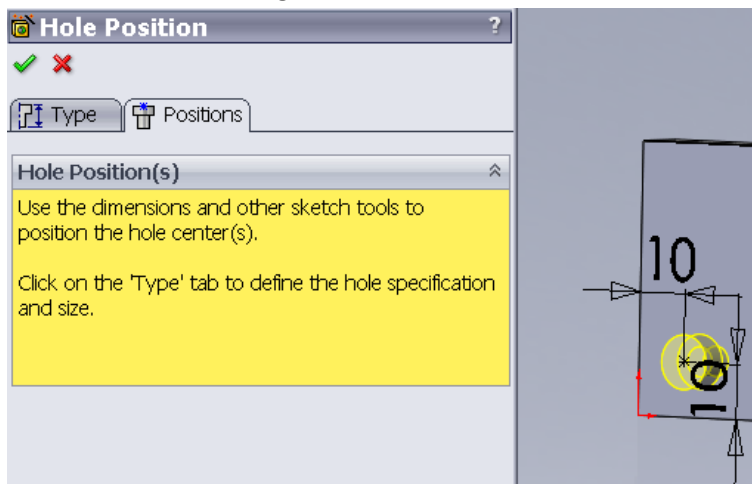 Hole Position ?
Type Positions
Hole Position(s)
Use the dimensions and other sketch tools to
position the hole center(s).
Click on the 'Type' tab to define the hole specification
and size.
10
10